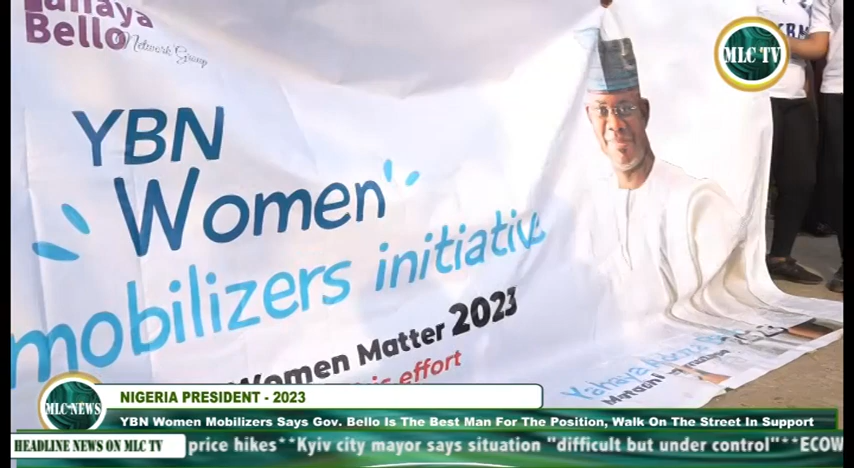 Yahaya
Bello
Network Group
MLC TV
YBN
Women
mobilizers initiative
Women Matter 2023
effort
Yahaya
MLC NEWS
NIGERIA PRESIDENT - 2023
YBN Women Mobilizers Says Gov. Bello Is The Best Man For The Position, Walk On The Street In Support
HEADLINE NEWS ON MLC TV
price hikes**Kyiv city mayor says situation "difficult but under control"**ECOW